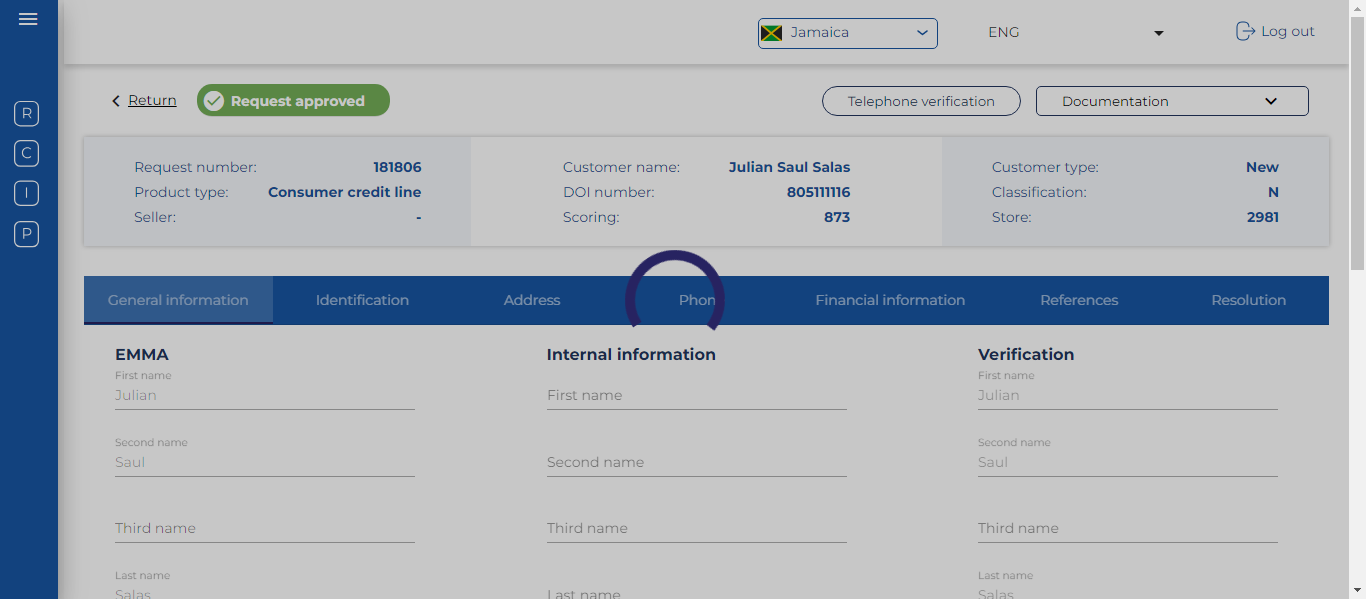 Jamaica
ENG
Log out
Return
Request approved
Telephone verification
Documentation
R
C
I
P
Request number: 181806
Product type: Consumer credit line
Seller: -
Customer name: Julian Saul Salas
DOI number: 805111116
Scoring: 873
Customer type: New
Classification: N
Store: 2981
General information
Identification
Address
Phon
Financial information
References
Resolution
EMMA
First name
Julian
Second name
Saul
Third name
Last name
Salas
Internal information
First name
Second name
Third name
Last name
Verification
First name
Julian
Second name
Saul
Third name
Last name
Salas